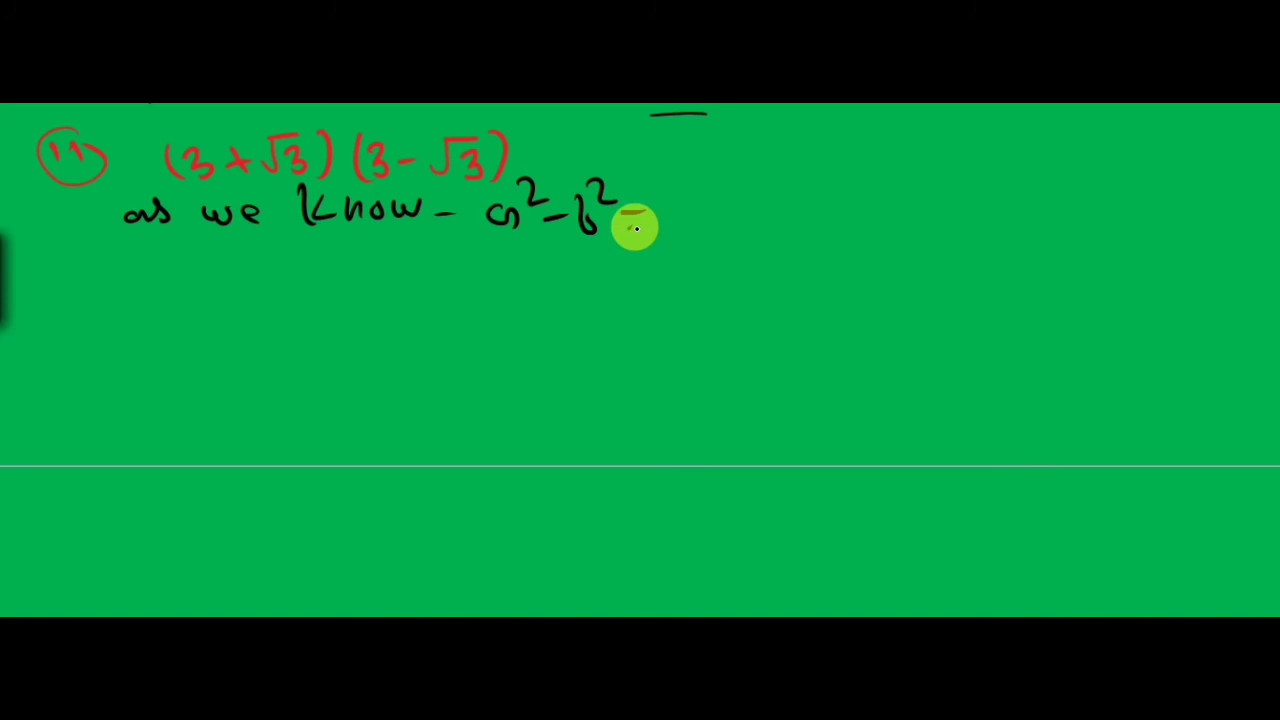 (11) (3+√3)(3-√3)
as we know - a²-b² =